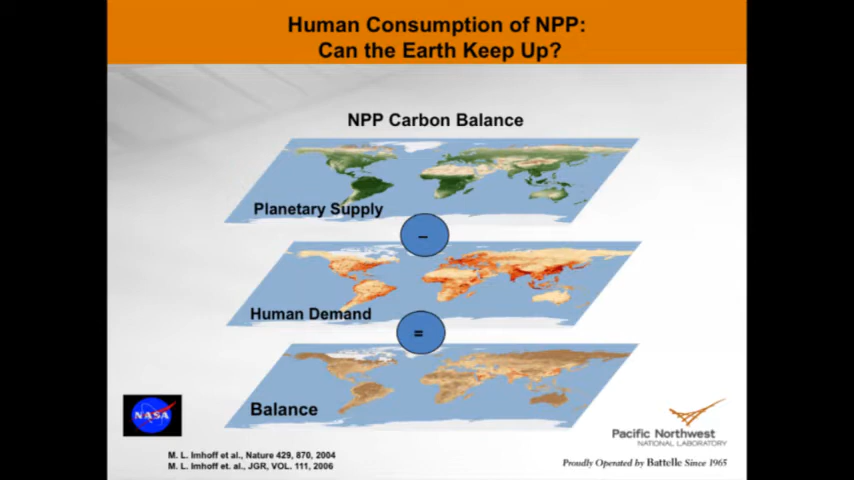 Human Consumption of NPP:
Can the Earth Keep Up?
NPP Carbon Balance
Planetary Supply
–
Human Demand
=
Balance
NASA
Pacific Northwest
NATIONAL LABORATORY
Proudly Operated by Battelle Since 1965
M. L. Imhoff et al., Nature 429, 870, 2004
M. L. Imhoff et. al., JGR, VOL. 111, 2006